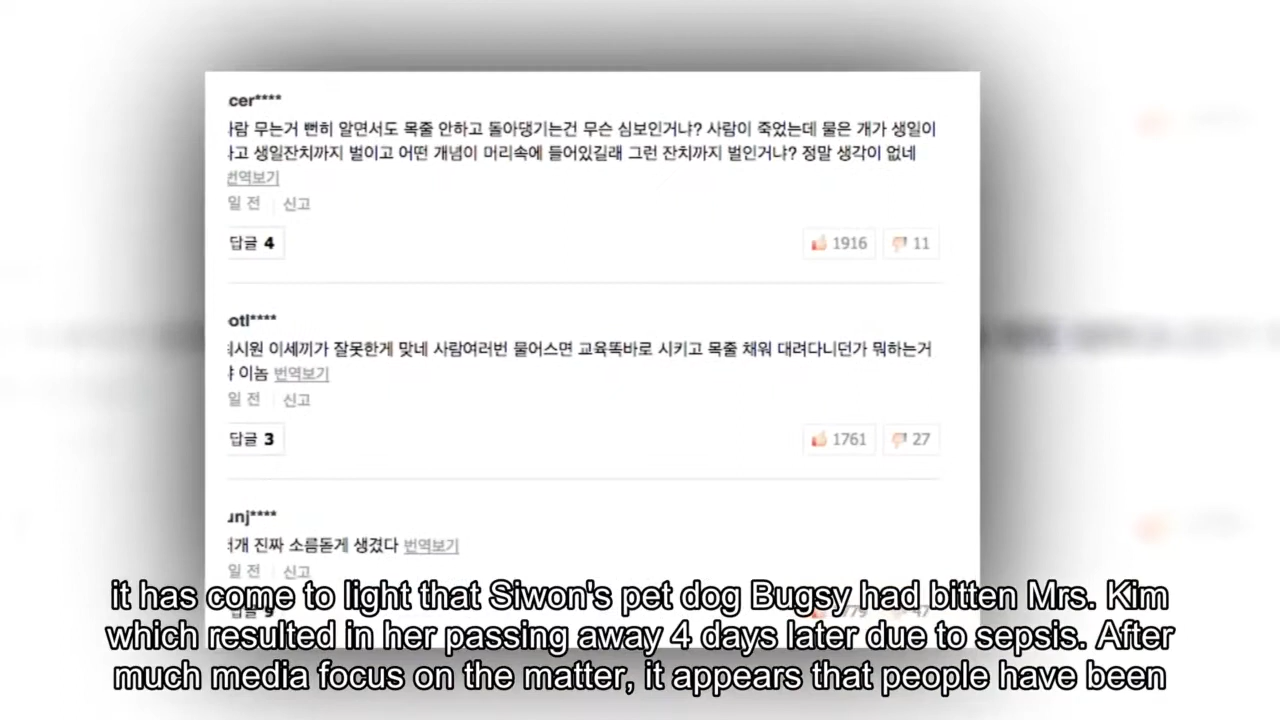 cer****
무는거 뻔히 알면서도 목줄 안하고 돌아댕기는건 무슨 심보인거냐? 사람이 죽었는데 물은 개가 생일이
생일잔치까지 벌이고 어떤 개념이 머리속에 들어있길래 그런 잔치까지 벌인거냐? 정말 생각이 없네
번역보기
일 전 신고
답글 4
1916 11
otl****
이세끼가 잘못한게 맞네 사람여러번 물어스면 교육똑바로 시키고 목줄 채워 대려다니던가 뭐하는거
이놈 번역보기
일 전 신고
답글 3
1761 27
unj****
진짜 소름돋게 생겼다 번역보기
일 전 신고
it has come to light that Siwon's pet dog Bugsy had bitten Mrs. Kim
which resulted in her passing away 4 days later due to sepsis. After
much media focus on the matter, it appears that people have been